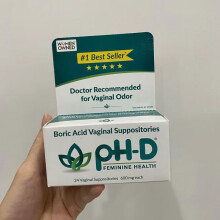 WOMEN
OWNED
#1 Best Seller
Doctor Recommended
for Vaginal Odor
Boric Acid Vaginal Suppositories
pH-D®
FEMININE HEALTH
24 Vaginal Suppositories 600 mg each